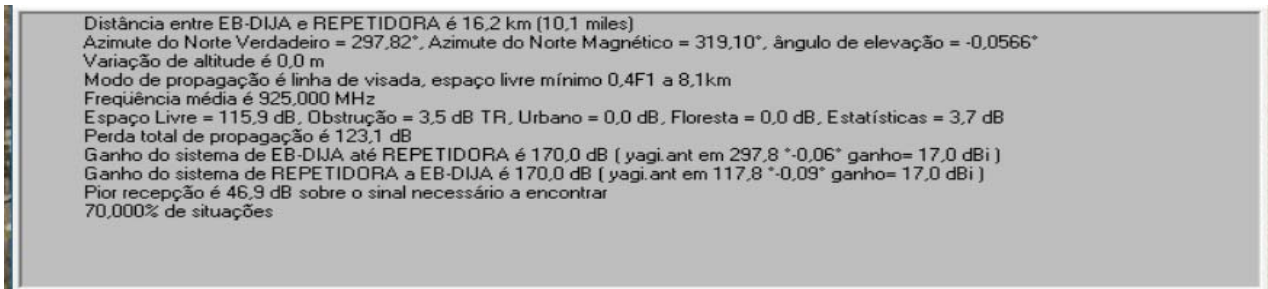 Distância entre EB-DIJA e REPETIDORA é 16,2 km (10,1 miles)
Azimute do Norte Verdadeiro = 297,82°, Azimute do Norte Magnético = 319,10°, ângulo de elevação = -0,0566°
Variação de altitude é 0,0 m
Modo de propagação é linha de visada, espaço livre mínimo 0,4F1 a 8,1km
Freqüência média é 925,000 MHz
Espaço Livre = 115,9 dB, Obstrução = 3,5 dB TR, Urbano = 0,0 dB, Floresta = 0,0 dB, Estatísticas = 3,7 dB
Perda total de propagação é 123,1 dB
Ganho do sistema de EB-DIJA até REPETIDORA é 170,0 dB ( yagi.ant em 297,8 °-0,06° ganho= 17,0 dBi )
Ganho do sistema de REPETIDORA a EB-DIJA é 170,0 dB ( yagi.ant em 117,8 °-0,09° ganho= 17,0 dBi )
Pior recepção é 46,9 dB sobre o sinal necessário a encontrar
70,000% de situações